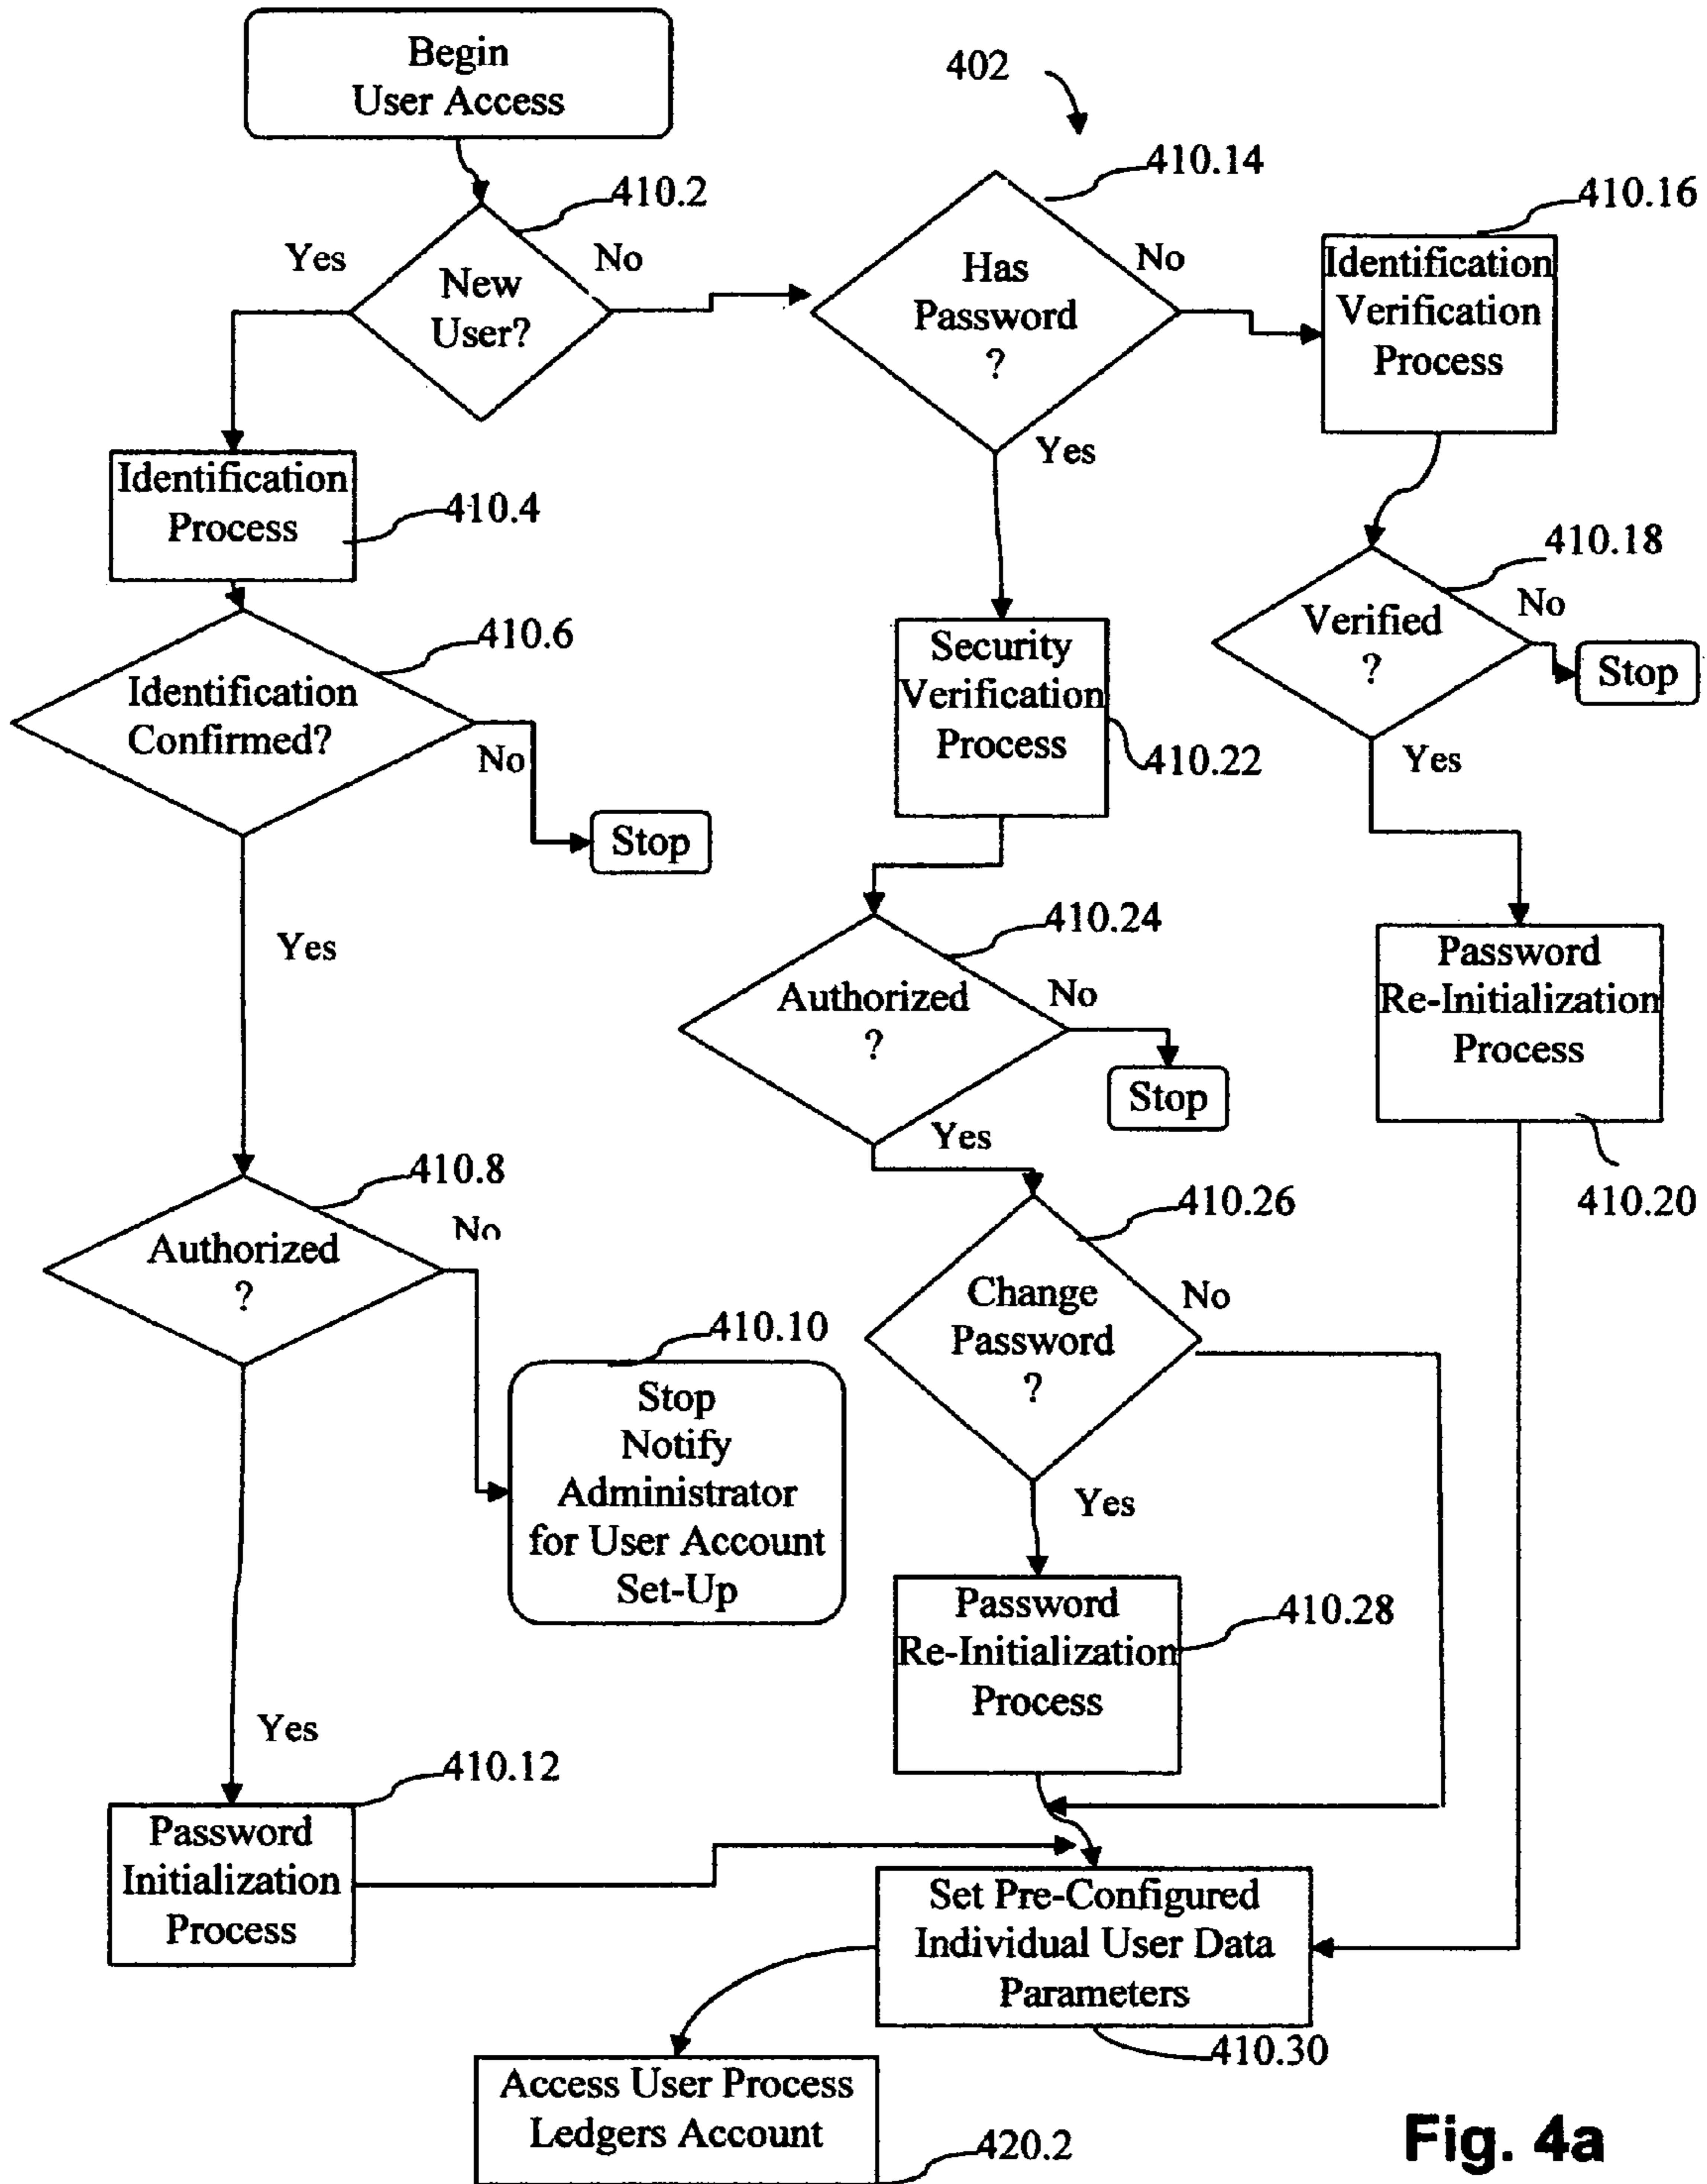 Begin
User Access
402
410.2
410.14
410.16
Yes
No
New
User?
Has
Password
?
No
Yes
Identification
Verification
Process
Identification
Process
410.4
410.18
Verified
?
No
Stop
Yes
410.6
Identification
Confirmed?
No
Stop
Yes
Security
Verification
Process
410.22
410.24
Authorized
?
No
Stop
Yes
Password
Re-Initialization
Process
410.20
410.8
Authorized
?
No
410.10
Stop
Notify
Administrator
for User Account
Set-Up
Yes
410.26
Change
Password
?
No
Yes
Password
Re-Initialization
Process
410.28
410.12
Password
Initialization
Process
Set Pre-Configured
Individual User Data
Parameters
410.30
Access User Process
Ledgers Account
420.2
Fig. 4a